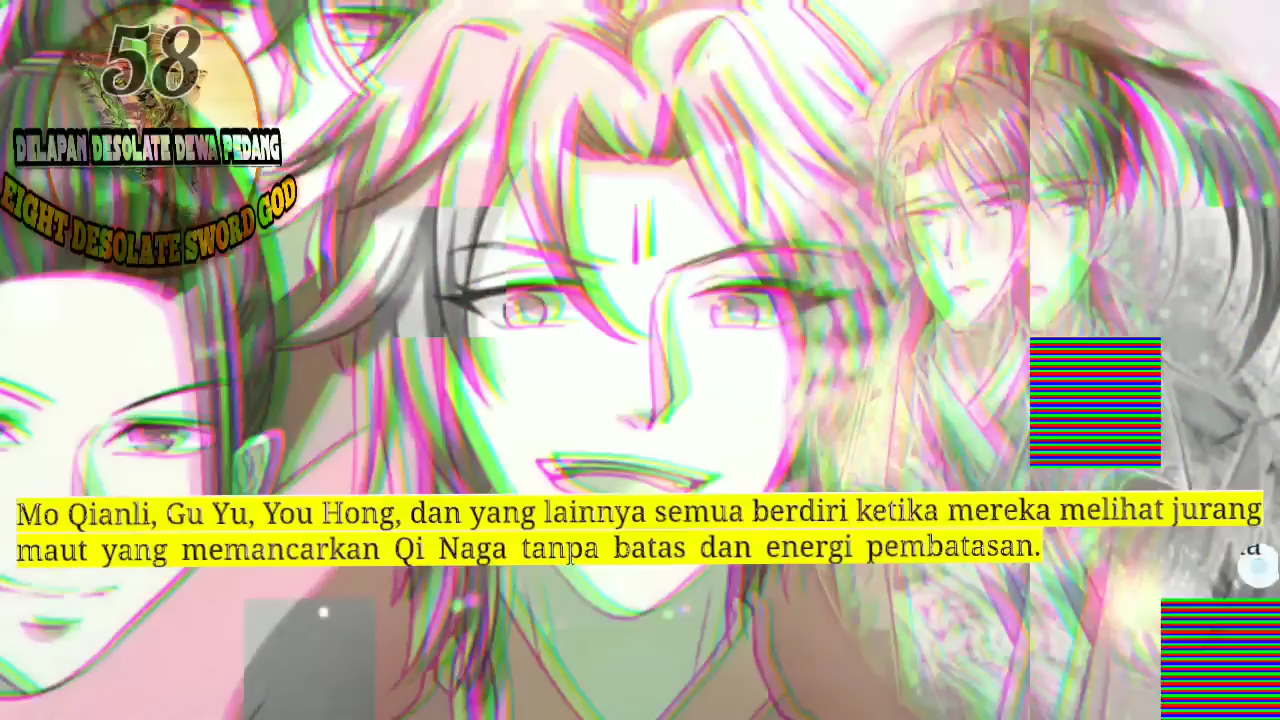 58
DELAPAN DESOLATE DEWA PEDANG
EIGHT DESOLATE SWORD GOD
Mo Qianli, Gu Yu, You Hong, dan yang lainnya semua berdiri ketika mereka melihat jurang
maut yang memancarkan Qi Naga tanpa batas dan energi pembatasan.